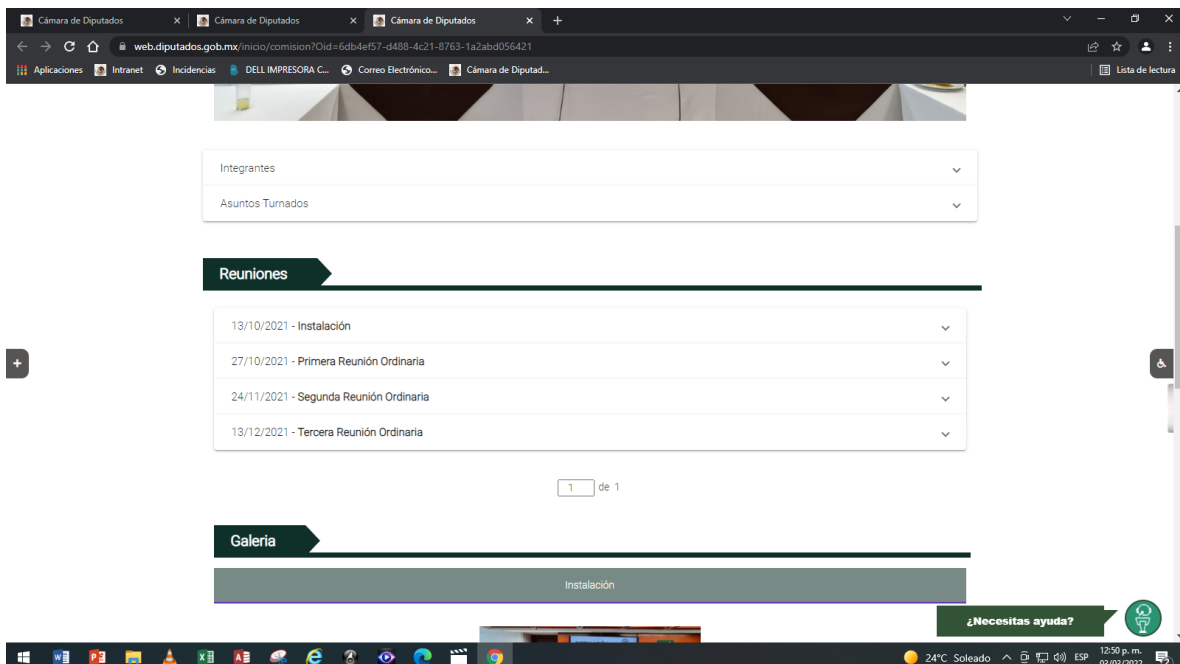 Cámara de Diputados
Cámara de Diputados
Cámara de Diputados
web.diputados.gob.mx/inicio/comision?Oid=6db4ef57-d488-4c21-8763-1a2abd056421
Aplicaciones Intranet Incidencias DELL IMPRESORA C... Correo Electrónico... Cámara de Diputad... Lista de lectura
Integrantes
Asuntos Turnados
Reuniones
13/10/2021 - Instalación
27/10/2021 - Primera Reunión Ordinaria
24/11/2021 - Segunda Reunión Ordinaria
13/12/2021 - Tercera Reunión Ordinaria
1 de 1
Galeria
Instalación
¿Necesitas ayuda?
24°C Soleado ESP 12:50 p. m.